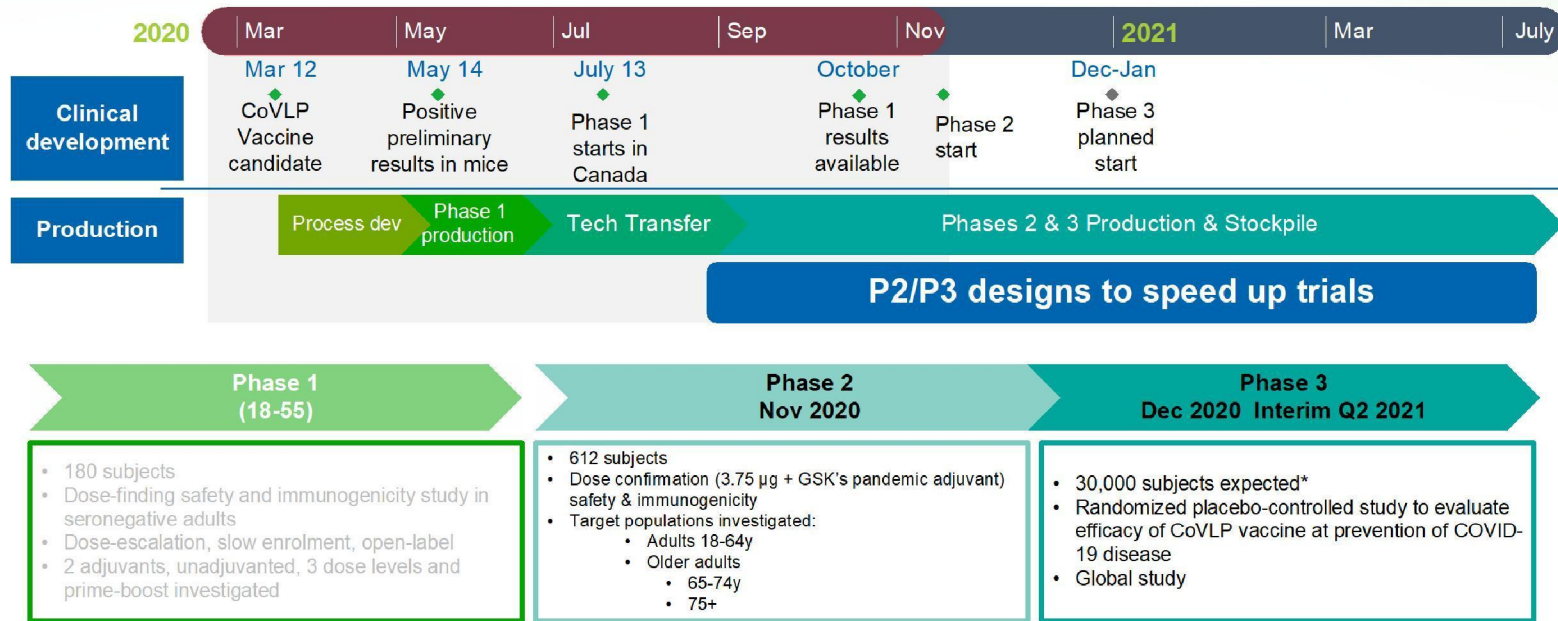 2020 Mar May Jul Sep Nov 2021 Mar July
Clinical
development
Mar 12
CoVLP
Vaccine
candidate
May 14
Positive
preliminary
results in mice
July 13
Phase 1
starts in
Canada
October
Phase 1
results
available
Phase 2
start
Dec-Jan
Phase 3
planned
start
Production
Process dev
Phase 1
production
Tech Transfer
Phases 2 & 3 Production & Stockpile
P2/P3 designs to speed up trials
Phase 1
(18-55)
• 180 subjects
• Dose-finding safety and immunogenicity study in
seronegative adults
• Dose-escalation, slow enrolment, open-label
• 2 adjuvants, unadjuvanted, 3 dose levels and
prime-boost investigated
Phase 2
Nov 2020
• 612 subjects
• Dose confirmation (3.75 µg + GSK's pandemic adjuvant)
safety & immunogenicity
• Target populations investigated:
• Adults 18-64y
• Older adults
• 65-74y
• 75+
Phase 3
Dec 2020 Interim Q2 2021
• 30,000 subjects expected*
• Randomized placebo-controlled study to evaluate
efficacy of CoVLP vaccine at prevention of COVID-
19 disease
• Global study